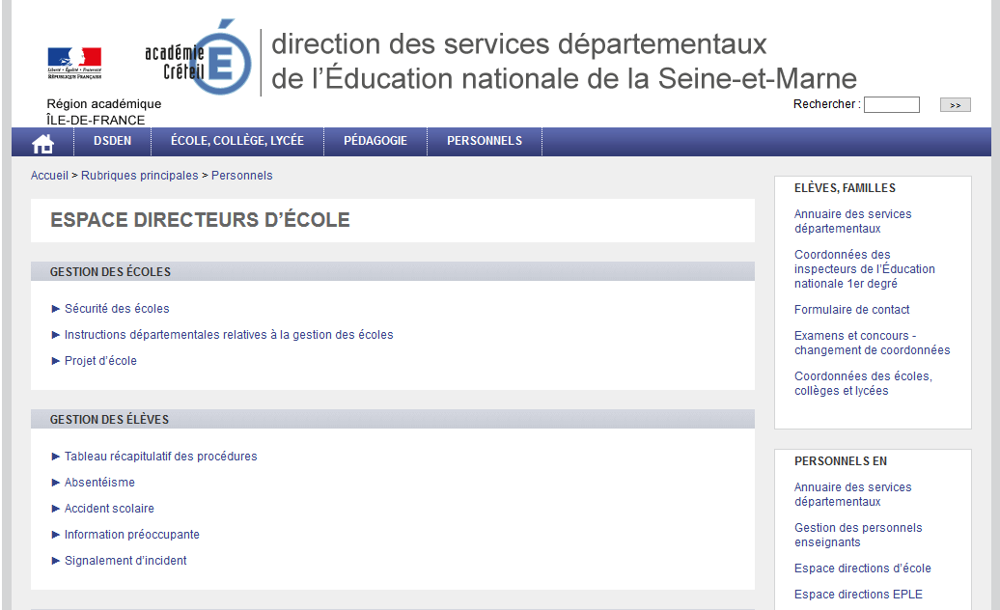 Liberté • Égalité • Fraternité
RÉPUBLIQUE FRANÇAISE
académie
Créteil
É
direction des services départementaux
de l'Éducation nationale de la Seine-et-Marne
Région académique
ÎLE-DE-FRANCE
Rechercher : >>
DSDEN ÉCOLE, COLLÈGE, LYCÉE PÉDAGOGIE PERSONNELS
Accueil > Rubriques principales > Personnels
ESPACE DIRECTEURS D'ÉCOLE
GESTION DES ÉCOLES
► Sécurité des écoles
► Instructions départementales relatives à la gestion des écoles
► Projet d'école
GESTION DES ÉLÈVES
► Tableau récapitulatif des procédures
► Absentéisme
► Accident scolaire
► Information préoccupante
► Signalement d'incident
ELÈVES, FAMILLES
Annuaire des services
départementaux
Coordonnées des
inspecteurs de l'Éducation
nationale 1er degré
Formulaire de contact
Examens et concours -
changement de coordonnées
Coordonnées des écoles,
collèges et lycées
PERSONNELS EN
Annuaire des services
départementaux
Gestion des personnels
enseignants
Espace directions d'école
Espace directions EPLE